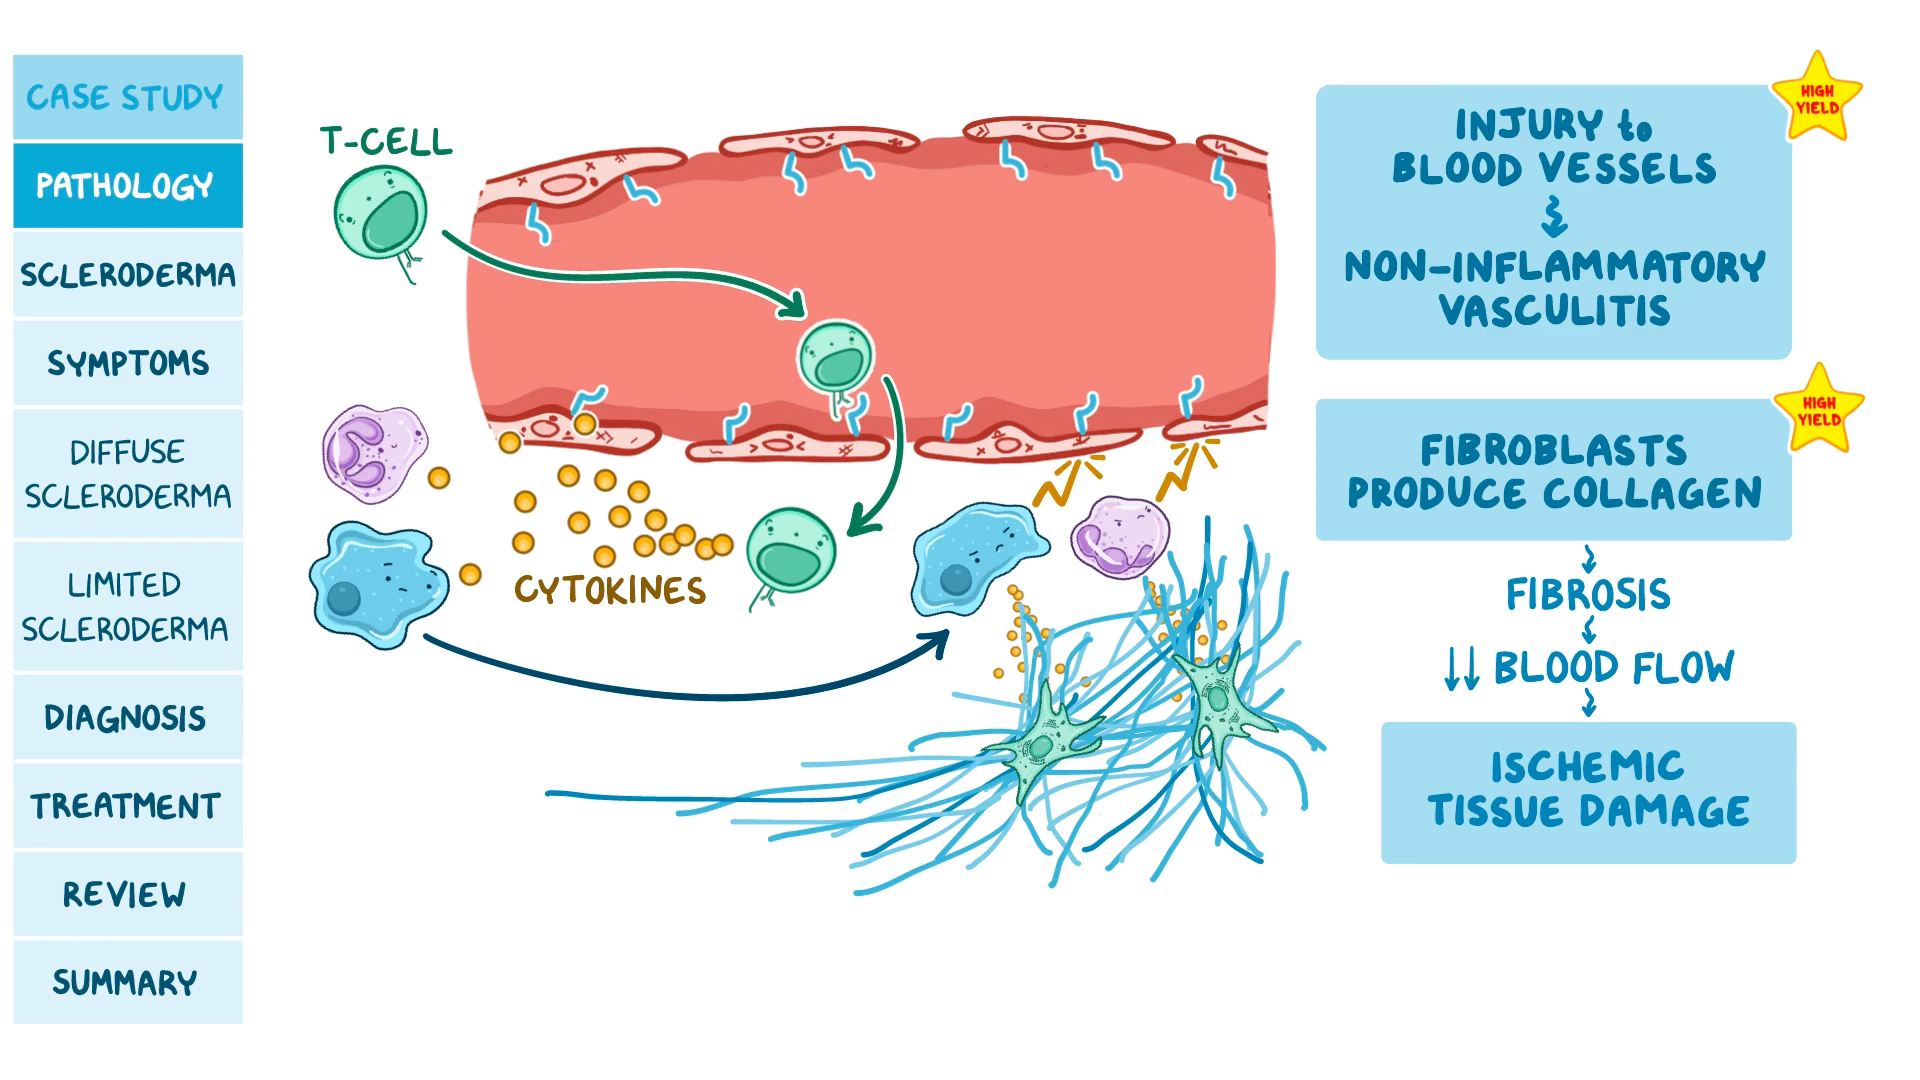 CASE STUDY
PATHOLOGY
SCLERODERMA
SYMPTOMS
DIFFUSE
SCLERODERMA
LIMITED
SCLERODERMA
DIAGNOSIS
TREATMENT
REVIEW
SUMMARY
T-CELL
CYTOKINES
HIGH
YIELD
INJURY to
BLOOD VESSELS
NON-INFLAMMATORY
VASCULITIS
HIGH
YIELD
FIBROBLASTS
PRODUCE COLLAGEN
FIBROSIS
↓↓ BLOOD FLOW
ISCHEMIC
TISSUE DAMAGE